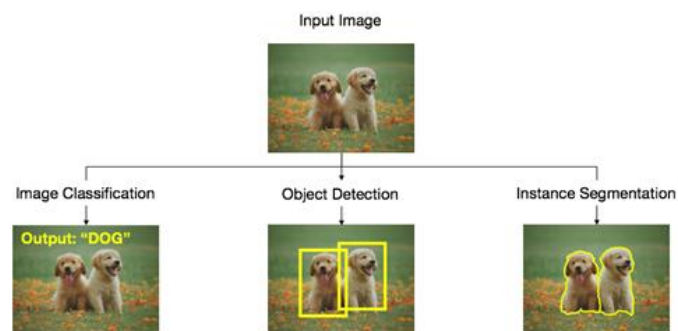 Input Image
Image Classification
Object Detection
Instance Segmentation
Output: “DOG”